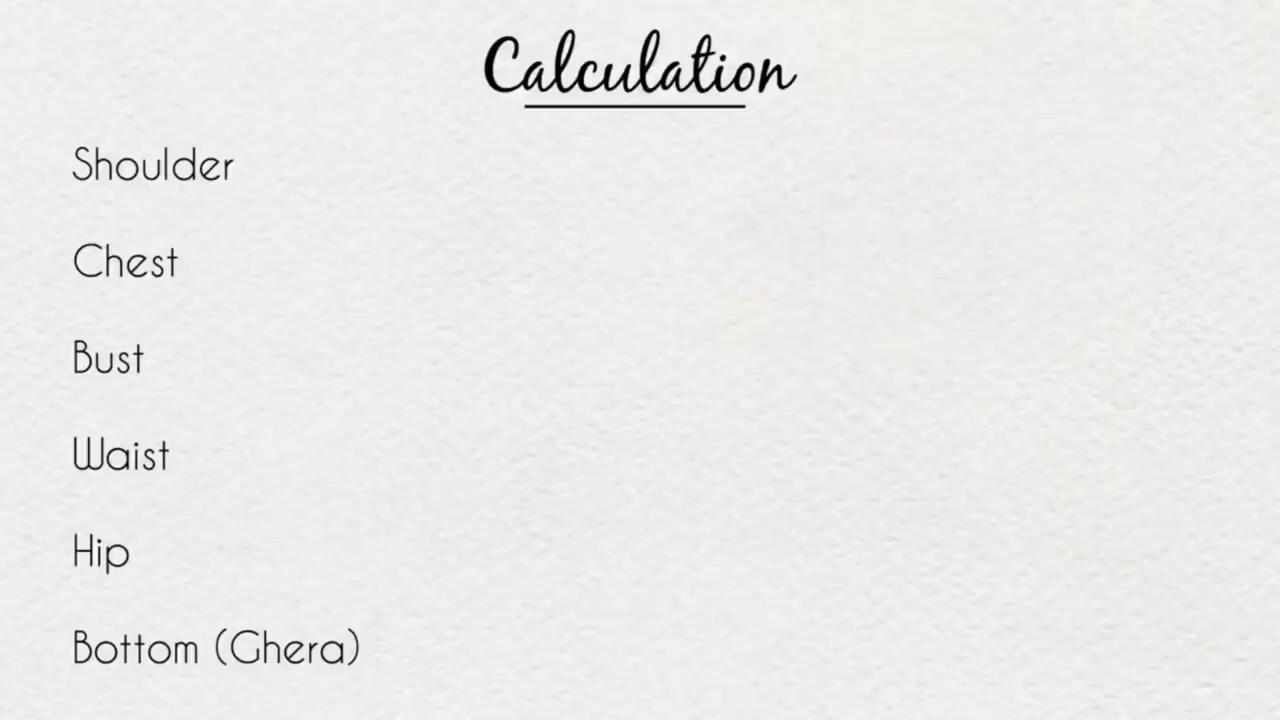 Calculation
Shoulder
Chest
Bust
Waist
Hip
Bottom (Ghera)